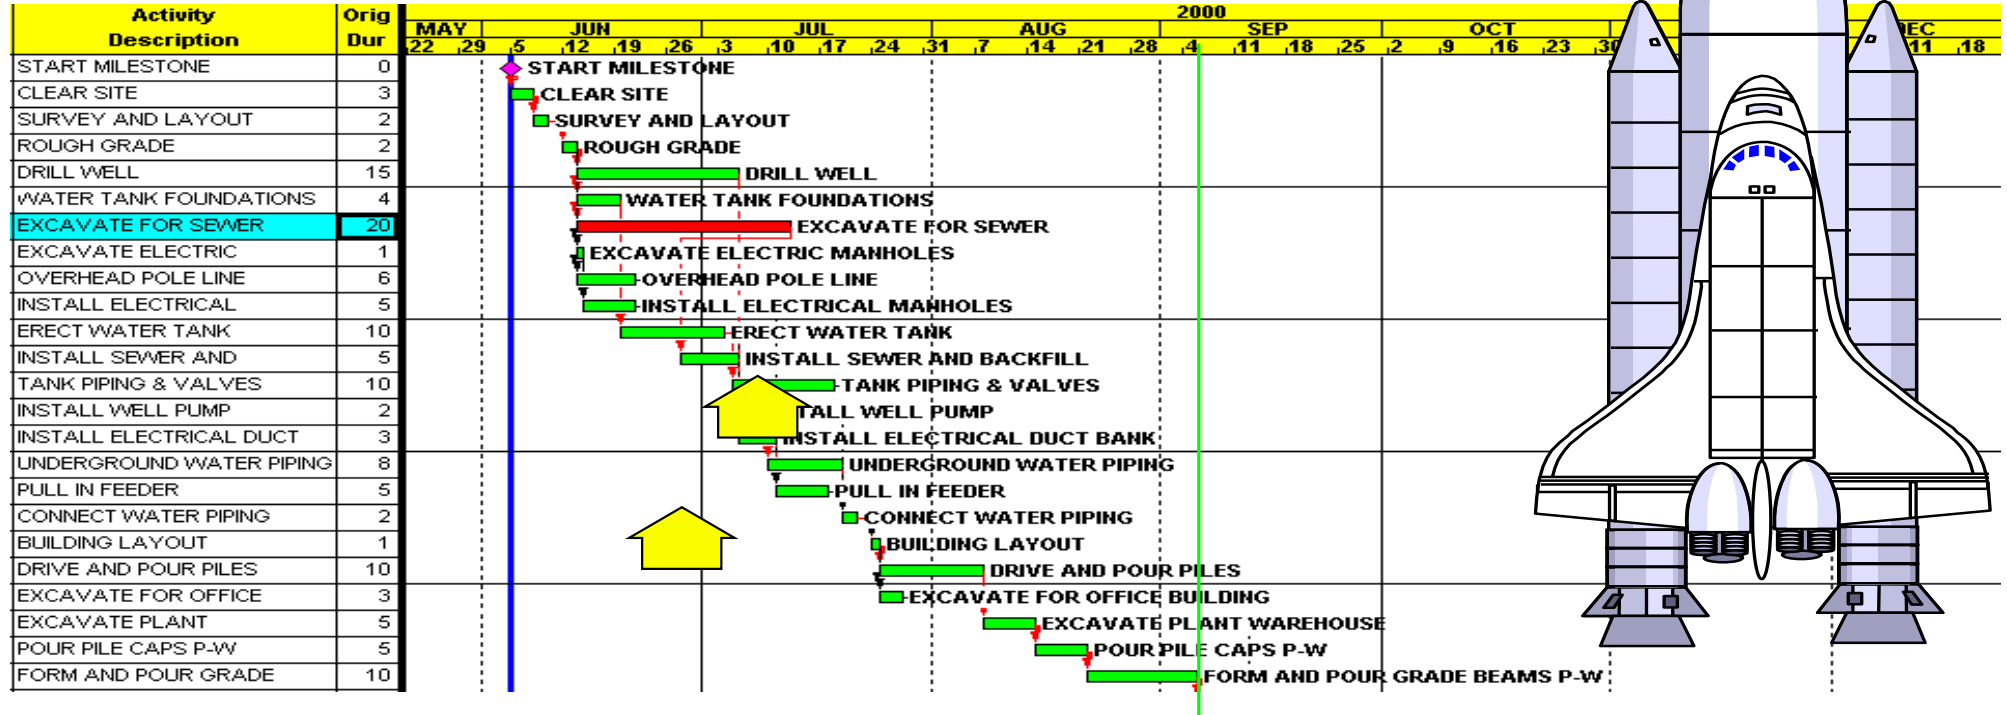 Activity Orig 2000
Description Dur MAY JUN JUL AUG SEP OCT EC
22 29 5 12 19 26 3 10 17 24 31 7 14 21 28 4 11 18 25 2 9 16 23 30 11 18
START MILESTONE 0 START MILESTONE
CLEAR SITE 3 CLEAR SITE
SURVEY AND LAYOUT 2 SURVEY AND LAYOUT
ROUGH GRADE 2 ROUGH GRADE
DRILL WELL 15 DRILL WELL
WATER TANK FOUNDATIONS 4 WATER TANK FOUNDATIONS
EXCAVATE FOR SEWER 20 EXCAVATE FOR SEWER
EXCAVATE ELECTRIC 1 EXCAVATE ELECTRIC MANHOLES
OVERHEAD POLE LINE 6 OVERHEAD POLE LINE
INSTALL ELECTRICAL 5 INSTALL ELECTRICAL MANHOLES
ERECT WATER TANK 10 ERECT WATER TANK
INSTALL SEWER AND 5 INSTALL SEWER AND BACKFILL
TANK PIPING & VALVES 10 TANK PIPING & VALVES
INSTALL WELL PUMP 2 TALL WELL PUMP
INSTALL ELECTRICAL DUCT 3 INSTALL ELECTRICAL DUCT BANK
UNDERGROUND WATER PIPING 8 UNDERGROUND WATER PIPING
PULL IN FEEDER 5 PULL IN FEEDER
CONNECT WATER PIPING 2 CONNECT WATER PIPING
BUILDING LAYOUT 1 BUILDING LAYOUT
DRIVE AND POUR PILES 10 DRIVE AND POUR PILES
EXCAVATE FOR OFFICE 3 EXCAVATE FOR OFFICE BUILDING
EXCAVATE PLANT 5 EXCAVATE PLANT WAREHOUSE
POUR PILE CAPS P-W 5 POUR PILE CAPS P-W
FORM AND POUR GRADE 10 FORM AND POUR GRADE BEAMS P-W